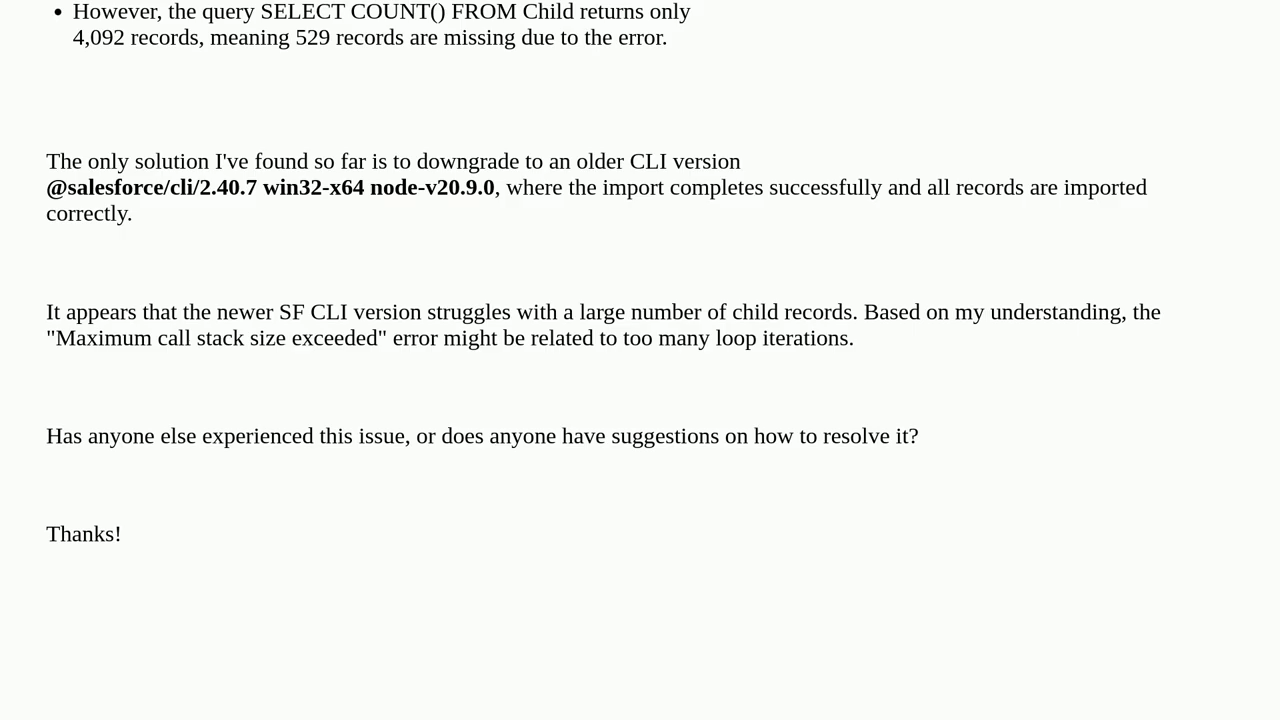 • However, the query SELECT COUNT() FROM Child returns only
4,092 records, meaning 529 records are missing due to the error.
The only solution I've found so far is to downgrade to an older CLI version
@salesforce/cli/2.40.7 win32-x64 node-v20.9.0, where the import completes successfully and all records are imported
correctly.
It appears that the newer SF CLI version struggles with a large number of child records. Based on my understanding, the
"Maximum call stack size exceeded" error might be related to too many loop iterations.
Has anyone else experienced this issue, or does anyone have suggestions on how to resolve it?
Thanks!